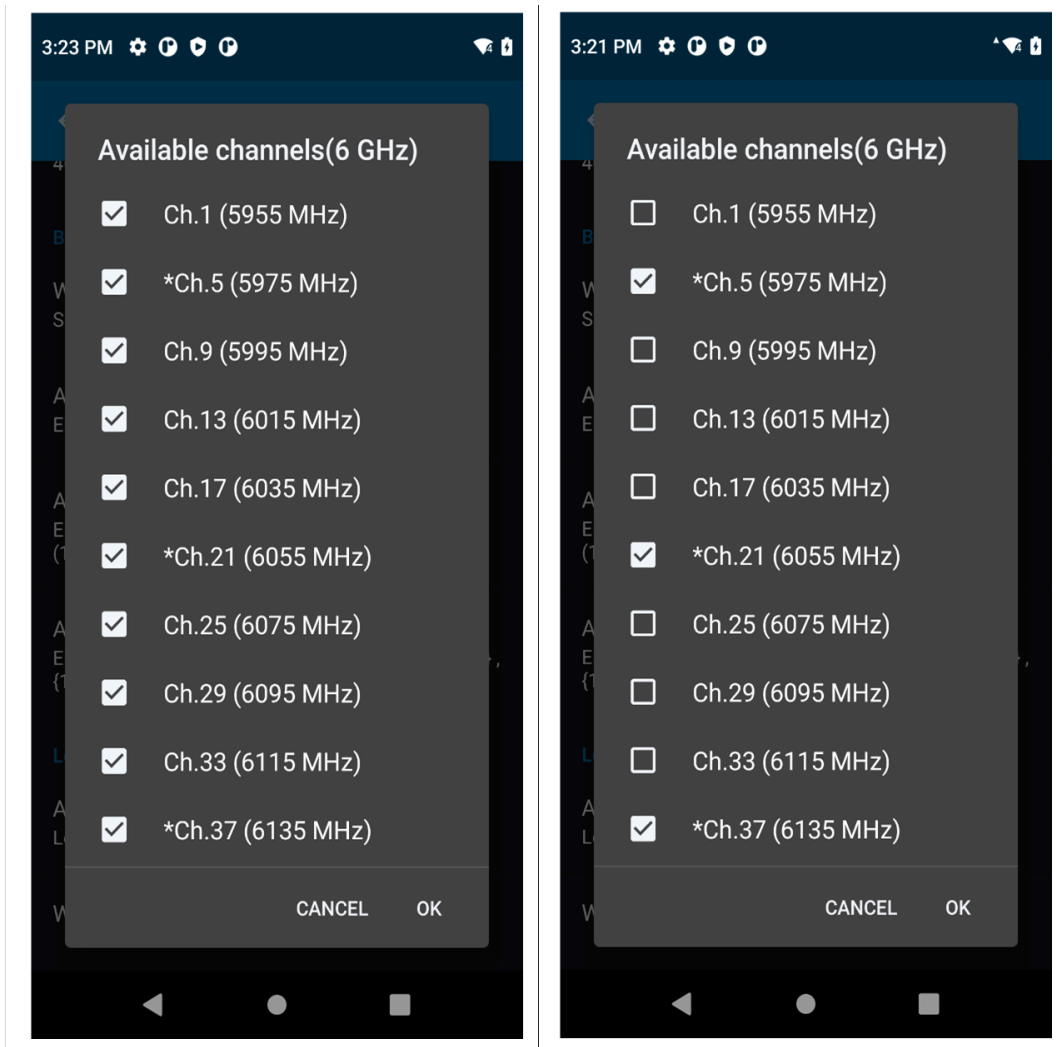 3:23 PM
Available channels(6 GHz)
Ch.1 (5955 MHz)
*Ch.5 (5975 MHz)
Ch.9 (5995 MHz)
Ch.13 (6015 MHz)
Ch.17 (6035 MHz)
*Ch.21 (6055 MHz)
Ch.25 (6075 MHz)
Ch.29 (6095 MHz)
Ch.33 (6115 MHz)
*Ch.37 (6135 MHz)
CANCEL OK
3:21 PM
Available channels(6 GHz)
Ch.1 (5955 MHz)
*Ch.5 (5975 MHz)
Ch.9 (5995 MHz)
Ch.13 (6015 MHz)
Ch.17 (6035 MHz)
*Ch.21 (6055 MHz)
Ch.25 (6075 MHz)
Ch.29 (6095 MHz)
Ch.33 (6115 MHz)
*Ch.37 (6135 MHz)
CANCEL OK